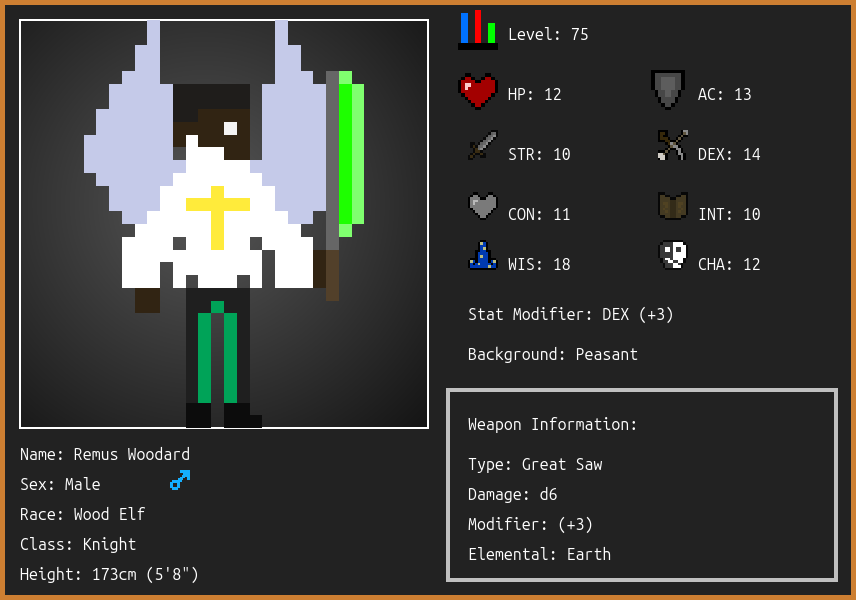 Level: 75
HP: 12
AC: 13
STR: 10
DEX: 14
CON: 11
INT: 10
WIS: 18
CHA: 12
Stat Modifier: DEX (+3)
Background: Peasant
Weapon Information:
Type: Great Saw
Damage: d6
Modifier: (+3)
Elemental: Earth
Name: Remus Woodard
Sex: Male
Race: Wood Elf
Class: Knight
Height: 173cm (5'8")